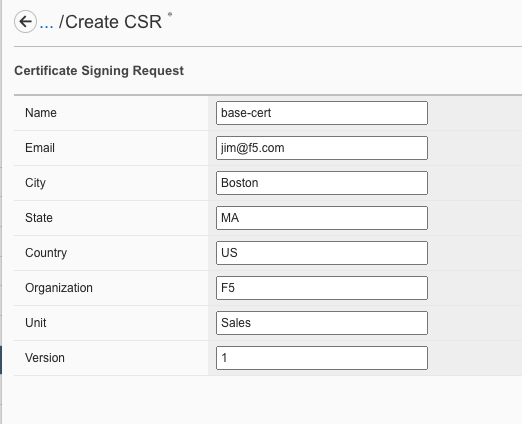 ... /Create CSR *
Certificate Signing Request
Name base-cert
Email jim@f5.com
City Boston
State MA
Country US
Organization F5
Unit Sales
Version 1